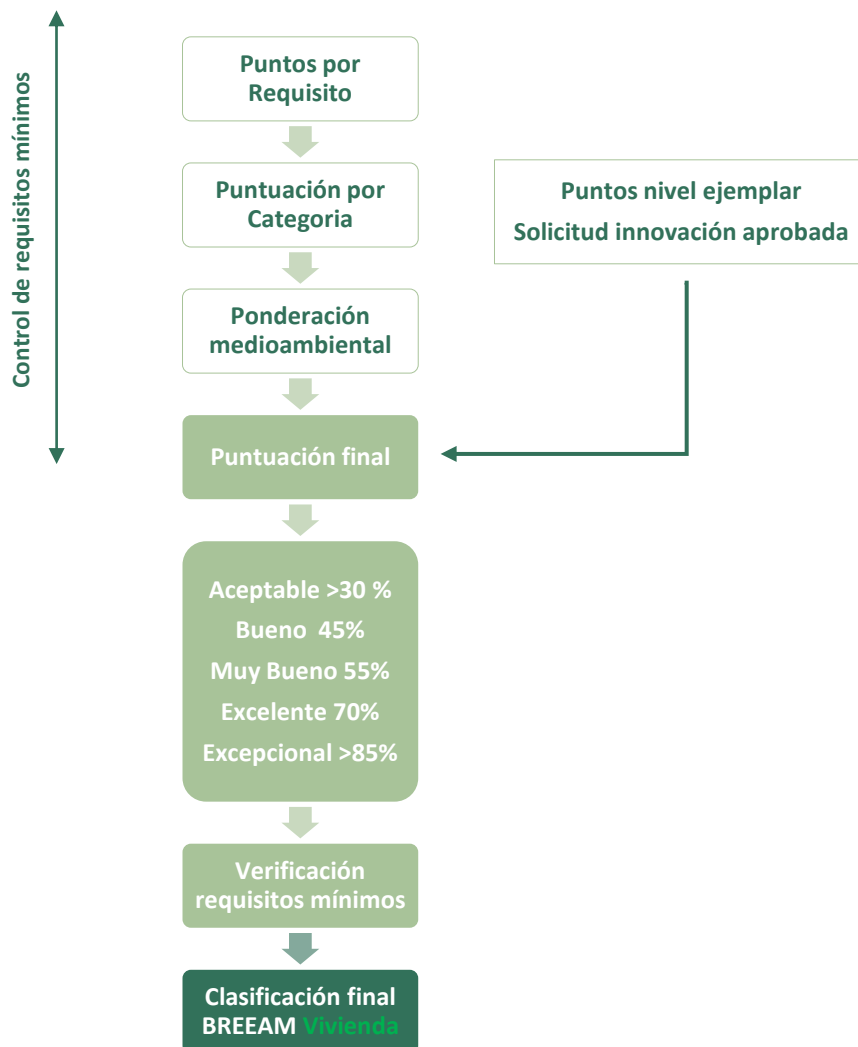 Control de requisitos mínimos
Puntos por
Requisito
Puntuación por
Categoria
Puntos nivel ejemplar
Solicitud innovación aprobada
Ponderación
medioambiental
Puntuación final
Aceptable >30 %
Bueno 45%
Muy Bueno 55%
Excelente 70%
Excepcional >85%
Verificación
requisitos mínimos
Clasificación final
BREEAM Vivienda